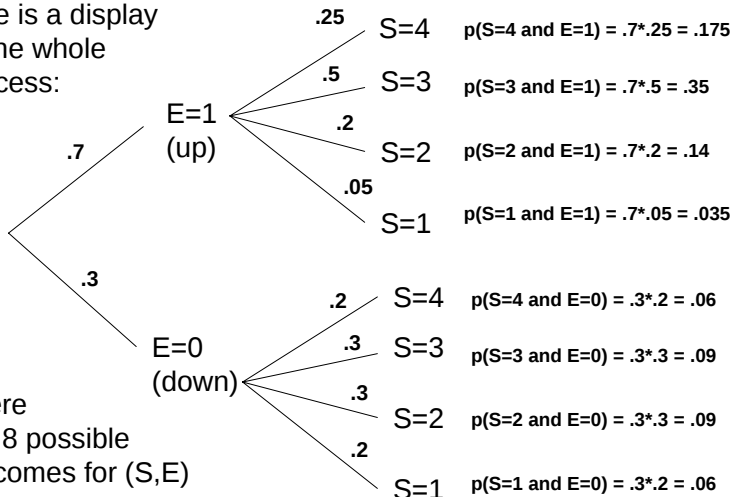 e is a display
ne whole
cess:
.7
.3
E=1
(up)
.25
S=4 p(S=4 and E=1) = .7*.25 = .175
.5
S=3 p(S=3 and E=1) = .7*.5 = .35
.2
S=2 p(S=2 and E=1) = .7*.2 = .14
.05
S=1 p(S=1 and E=1) = .7*.05 = .035
E=0
(down)
.2
S=4 p(S=4 and E=0) = .3*.2 = .06
.3
S=3 p(S=3 and E=0) = .3*.3 = .09
.3
S=2 p(S=2 and E=0) = .3*.3 = .09
.2
S=1 p(S=1 and E=0) = .3*.2 = .06
ere
8 possible
comes for (S,E)